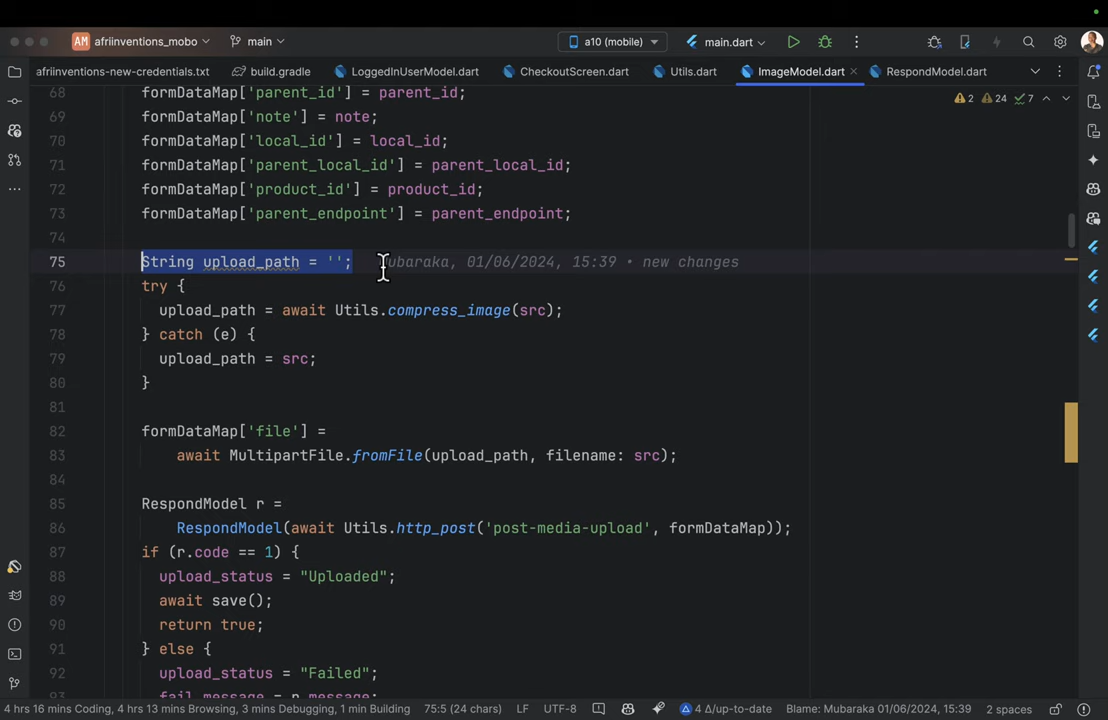 AM afriinventions_mobo main a10 (mobile) main.dart
afriinventions-new-credentials.txt build.gradle LoggedInUserModel.dart CheckoutScreen.dart Utils.dart ImageModel.dart RespondModel.dart
2 24 7
68 formDataMap['parent_id'] = parent_id;
69 formDataMap['note'] = note;
70 formDataMap['local_id'] = local_id;
71 formDataMap['parent_local_id'] = parent_local_id;
72 formDataMap['product_id'] = product_id;
73 formDataMap['parent_endpoint'] = parent_endpoint;
74
75 String upload_path = ''; Mubaraka, 01/06/2024, 15:39 • new changes
76 try {
77 upload_path = await Utils.compress_image(src);
78 } catch (e) {
79 upload_path = src;
80 }
81
82 formDataMap['file'] =
83 await MultipartFile.fromFile(upload_path, filename: src);
84
85 RespondModel r =
86 RespondModel(await Utils.http_post('post-media-upload', formDataMap));
87 if (r.code == 1) {
88 upload_status = "Uploaded";
89 await save();
90 return true;
91 } else {
92 upload_status = "Failed";
93 fail_message = r.message;
4 hrs 16 mins Coding, 4 hrs 13 mins Browsing, 3 mins Debugging, 1 min Building 75:5 (24 chars) LF UTF-8 4 Δ/up-to-date Blame: Mubaraka 01/06/2024, 15:39 2 spaces